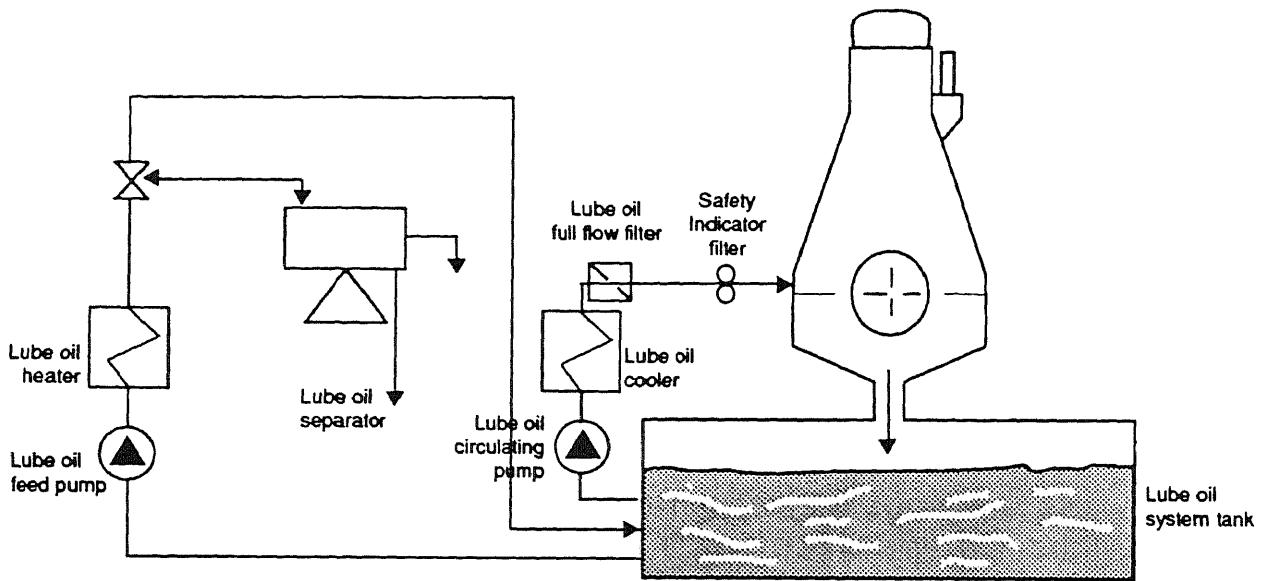 Safety
Indicator
filter
Lube oil
full flow filter
Lube oil
heater
Lube oil
cooler
Lube oil
separator
Lube oil
circulating
pump
Lube oil
feed pump
Lube oil
system tank